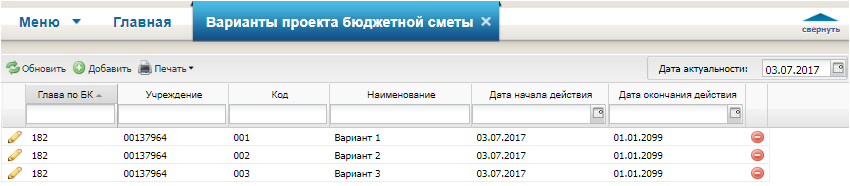 Меню Главная Варианты проекта бюджетной сметы
свернуть
Обновить Добавить Печать Дата актуальности: 03.07.2017
Глава по БК Учреждение Код Наименование Дата начала действия Дата окончания действия
182 00137964 001 Вариант 1 03.07.2017 01.01.2099
182 00137964 002 Вариант 2 03.07.2017 01.01.2099
182 00137964 003 Вариант 3 03.07.2017 01.01.2099